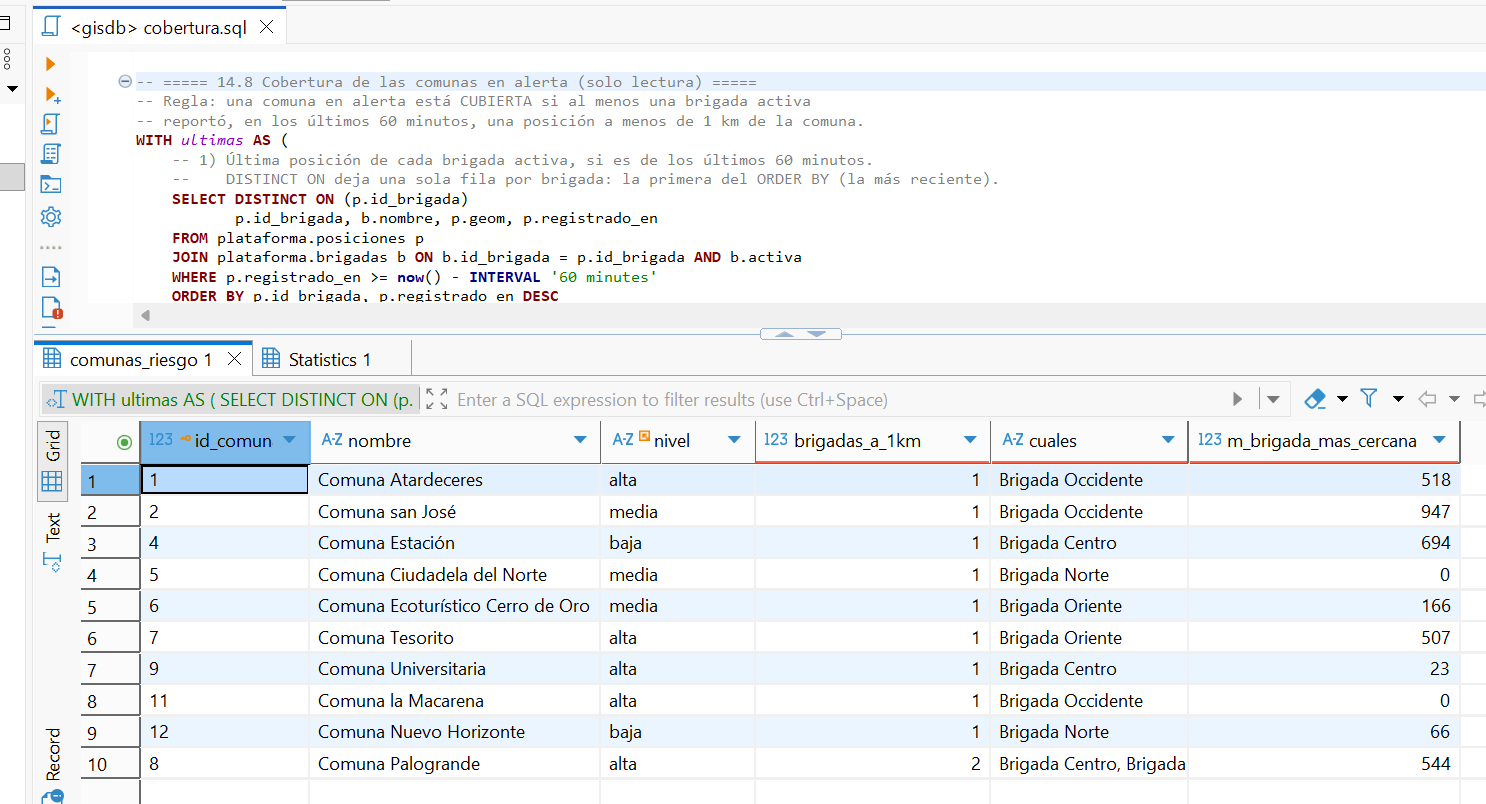 <gisdb> cobertura.sql
-- ===== 14.8 Cobertura de las comunas en alerta (solo lectura) =====
-- Regla: una comuna en alerta está CUBIERTA si al menos una brigada activa
-- reportó, en los últimos 60 minutos, una posición a menos de 1 km de la comuna.
WITH ultimas AS (
-- 1) Última posición de cada brigada activa, si es de los últimos 60 minutos.
--    DISTINCT ON deja una sola fila por brigada: la primera del ORDER BY (la más reciente).
SELECT DISTINCT ON (p.id_brigada)
p.id_brigada, b.nombre, p.geom, p.registrado_en
FROM plataforma.posiciones p
JOIN plataforma.brigadas b ON b.id_brigada = p.id_brigada AND b.activa
WHERE p.registrado_en >= now() - INTERVAL '60 minutes'
ORDER BY p.id_brigada, p.registrado_en DESC
comunas_riesgo 1 Statistics 1
WITH ultimas AS ( SELECT DISTINCT ON (p. Enter a SQL expression to filter results (use Ctrl+Space)
Grid
Text
Record
123 id_comun A-Z nombre A-Z nivel 123 brigadas_a_1km A-Z cuales 123 m_brigada_mas_cercana
1 1 Comuna Atardeceres alta 1 Brigada Occidente 518
2 2 Comuna san José media 1 Brigada Occidente 947
3 4 Comuna Estación baja 1 Brigada Centro 694
4 5 Comuna Ciudadela del Norte media 1 Brigada Norte 0
5 6 Comuna Ecoturístico Cerro de Oro media 1 Brigada Oriente 166
6 7 Comuna Tesorito alta 1 Brigada Oriente 507
7 9 Comuna Universitaria alta 1 Brigada Centro 23
8 11 Comuna la Macarena alta 1 Brigada Occidente 0
9 12 Comuna Nuevo Horizonte baja 1 Brigada Norte 66
10 8 Comuna Palogrande alta 2 Brigada Centro, Brigada 544